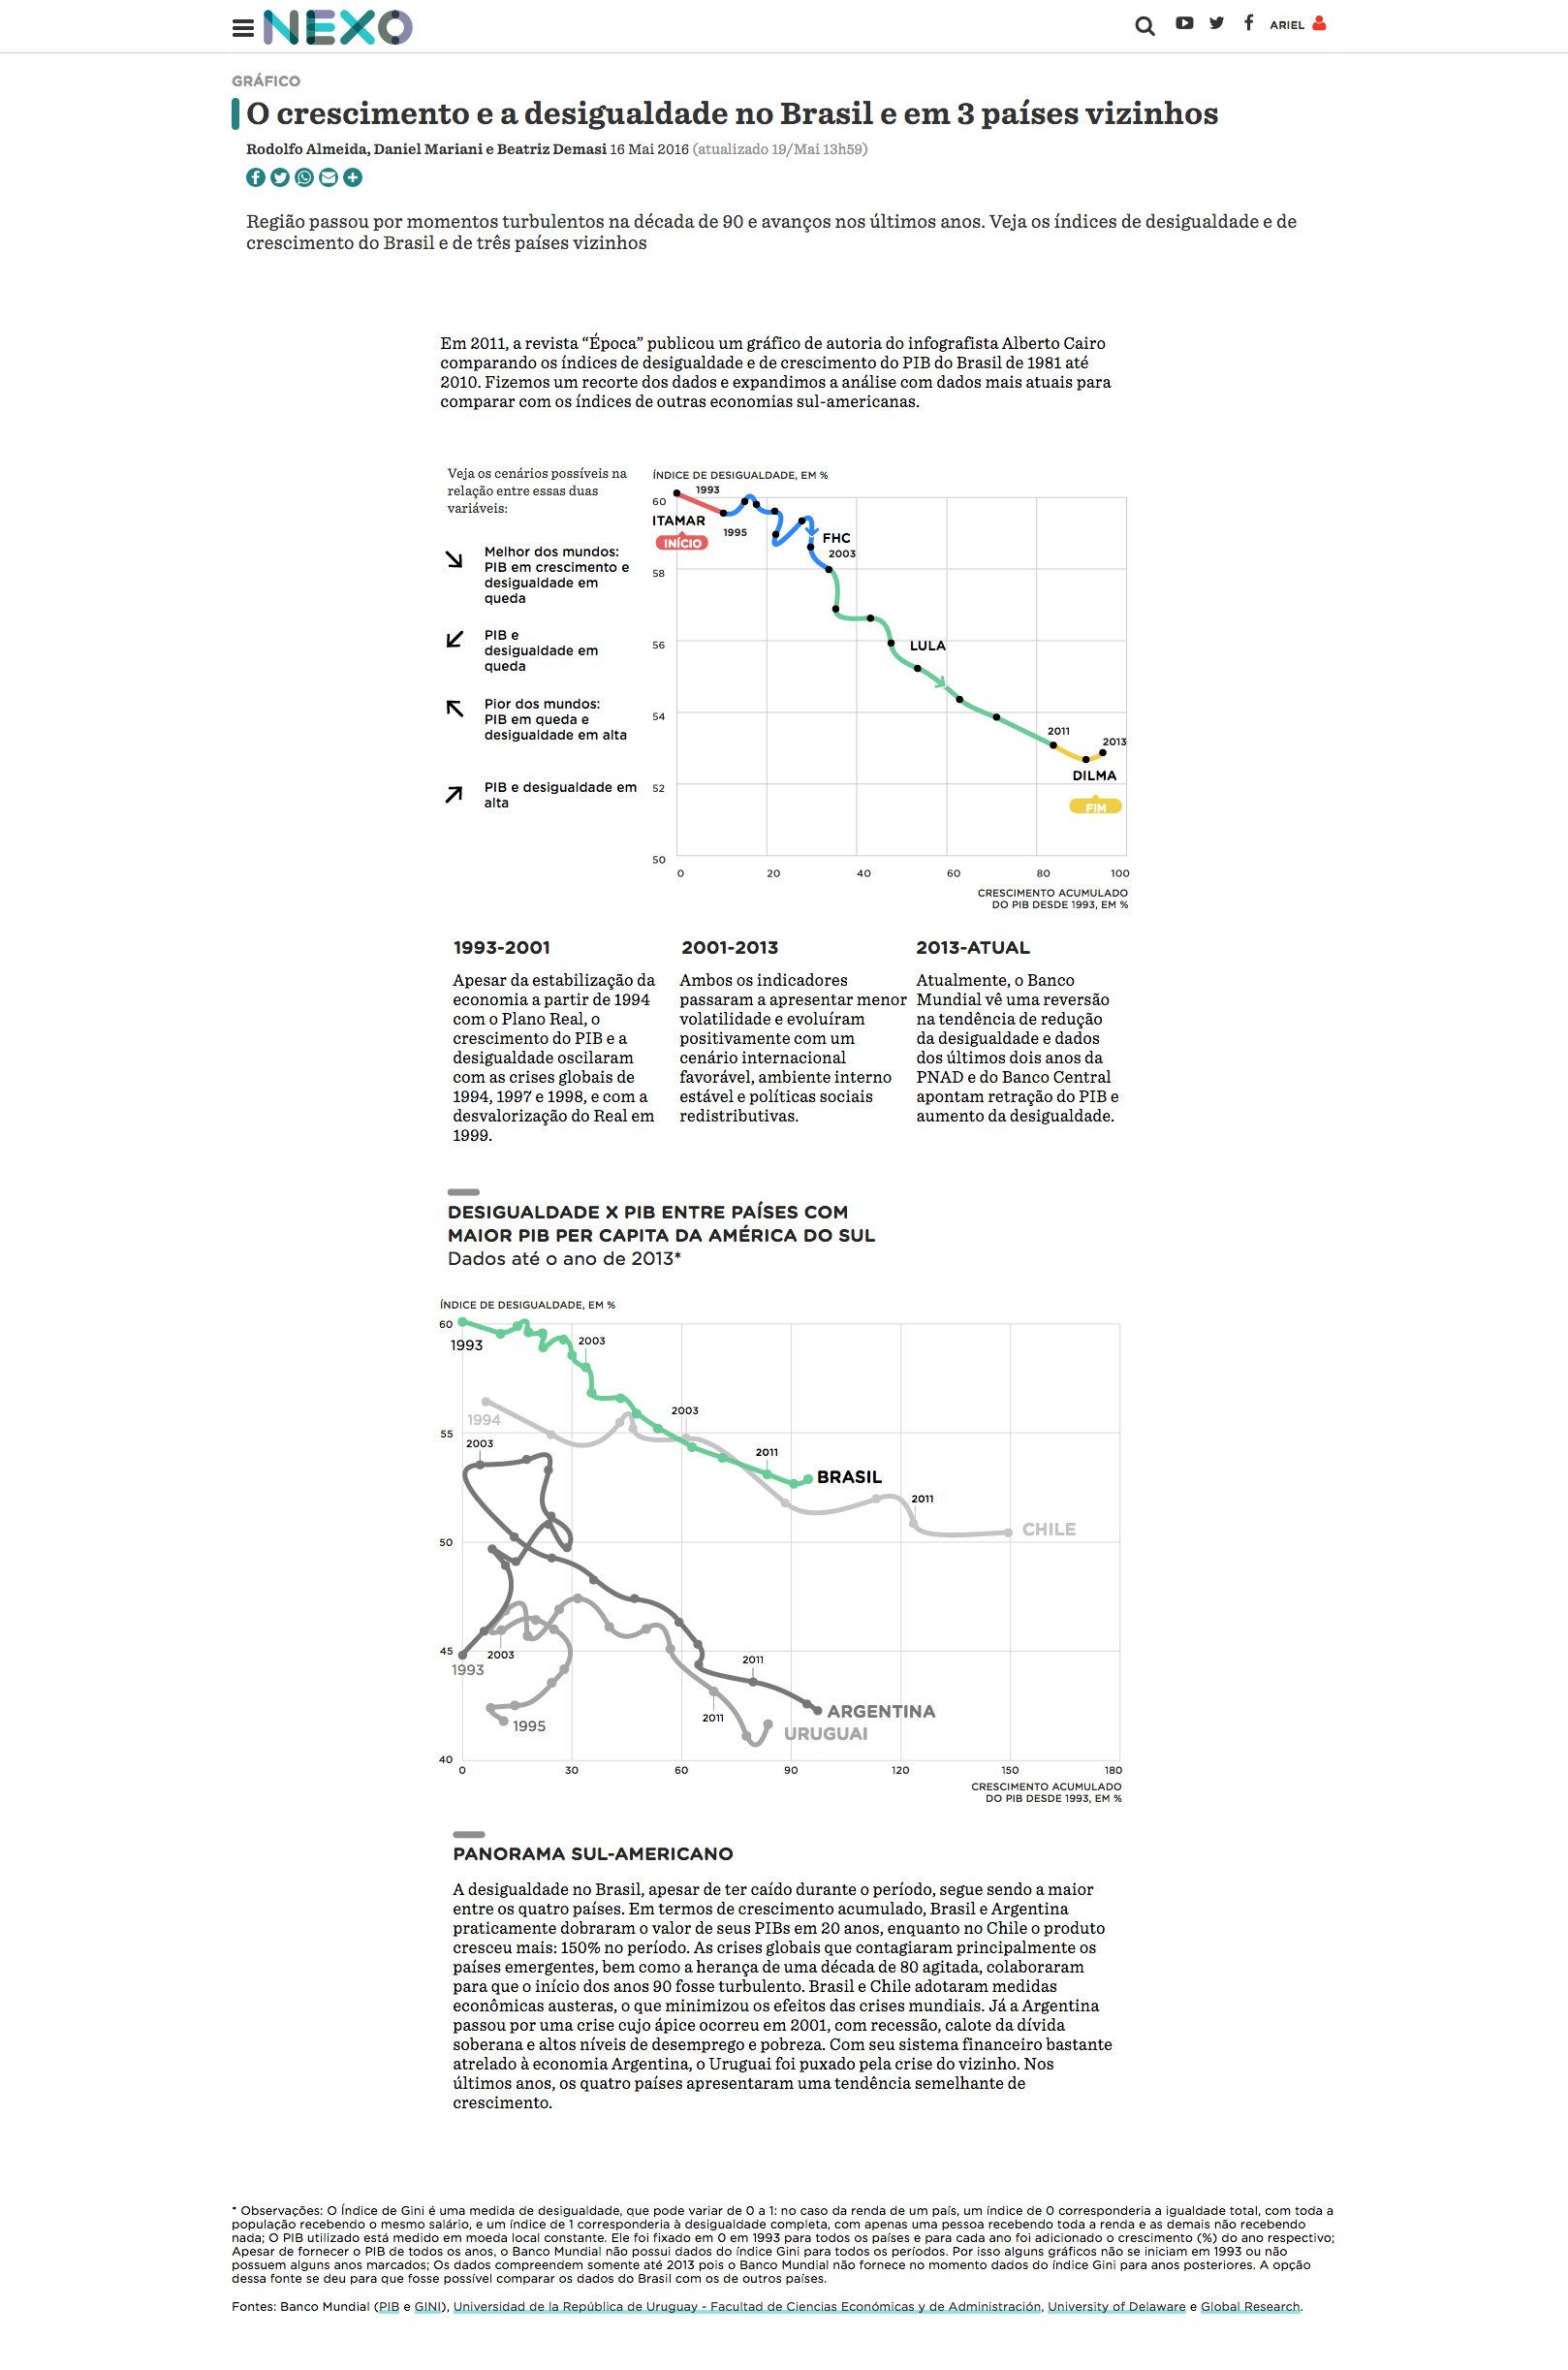 NEXO
ARIEL
GRÁFICO
O crescimento e a desigualdade no Brasil e em 3 países vizinhos
Rodolfo Almeida, Daniel Mariani e Beatriz Demasi 16 Mai 2016 (atualizado 19/Mai 13h59)
Região passou por momentos turbulentos na década de 90 e avanços nos últimos anos. Veja os índices de desigualdade e de
crescimento do Brasil e de três países vizinhos
Em 2011, a revista “Época” publicou um gráfico de autoria do infografista Alberto Cairo
comparando os índices de desigualdade e de crescimento do PIB do Brasil de 1981 até
2010. Fizemos um recorte dos dados e expandimos a análise com dados mais atuais para
comparar com os índices de outras economias sul-americanas.
Veja os cenários possíveis na
relação entre essas duas
variáveis:
Melhor dos mundos:
PIB em crescimento e
desigualdade em
queda
PIB e
desigualdade em
queda
Pior dos mundos:
PIB em queda e
desigualdade em alta
PIB e desigualdade em
alta
ÍNDICE DE DESIGUALDADE, EM %
1993
60
ITAMAR
INÍCIO
1995
FHC
2003
58
56
LULA
54
2011
2013
DILMA
52
FIM
50
0
20
40
60
80
100
CRESCIMENTO ACUMULADO
DO PIB DESDE 1993, EM %
1993-2001
Apesar da estabilização da
economia a partir de 1994
com o Plano Real, o
crescimento do PIB e a
desigualdade oscilaram
com as crises globais de
1994, 1997 e 1998, e com a
desvalorização do Real em
1999.
2001-2013
Ambos os indicadores
passaram a apresentar menor
volatilidade e evoluíram
positivamente com um
cenário internacional
favorável, ambiente interno
estável e políticas sociais
redistributivas.
2013-ATUAL
Atualmente, o Banco
Mundial vê uma reversão
na tendência de redução
da desigualdade e dados
dos últimos dois anos da
PNAD e do Banco Central
apontam retração do PIB e
aumento da desigualdade.
DESIGUALDADE X PIB ENTRE PAÍSES COM
MAIOR PIB PER CAPITA DA AMÉRICA DO SUL
Dados até o ano de 2013*
ÍNDICE DE DESIGUALDADE, EM %
60
1993
2003
1994
2003
55
2003
2011
BRASIL
2011
CHILE
50
45
1993
2003
2011
1995
2011
ARGENTINA
URUGUAI
40
0
30
60
90
120
150
180
CRESCIMENTO ACUMULADO
DO PIB DESDE 1993, EM %
PANORAMA SUL-AMERICANO
A desigualdade no Brasil, apesar de ter caído durante o período, segue sendo a maior
entre os quatro países. Em termos de crescimento acumulado, Brasil e Argentina
praticamente dobraram o valor de seus PIBs em 20 anos, enquanto no Chile o produto
cresceu mais: 150% no período. As crises globais que contagiaram principalmente os
países emergentes, bem como a herança de uma década de 80 agitada, colaboraram
para que o início dos anos 90 fosse turbulento. Brasil e Chile adotaram medidas
econômicas austeras, o que minimizou os efeitos das crises mundiais. Já a Argentina
passou por uma crise cujo ápice ocorreu em 2001, com recessão, calote da dívida
soberana e altos níveis de desemprego e pobreza. Com seu sistema financeiro bastante
atrelado à economia Argentina, o Uruguai foi puxado pela crise do vizinho. Nos
últimos anos, os quatro países apresentaram uma tendência semelhante de
crescimento.
* Observações: O Índice de Gini é uma medida de desigualdade, que pode variar de 0 a 1: no caso da renda de um país, um índice de 0 corresponderia a igualdade total, com toda a
população recebendo o mesmo salário, e um índice de 1 corresponderia à desigualdade completa, com apenas uma pessoa recebendo toda a renda e as demais não recebendo
nada; O PIB utilizado está medido em moeda local constante. Ele foi fixado em 0 em 1993 para todos os países e para cada ano foi adicionado o crescimento (%) do ano respectivo;
Apesar de fornecer o PIB de todos os anos, o Banco Mundial não possui dados do índice Gini para todos os períodos. Por isso alguns gráficos não se iniciam em 1993 ou não
possuem alguns anos marcados; Os dados compreendem somente até 2013 pois o Banco Mundial não fornece no momento dados do índice Gini para anos posteriores. A opção
dessa fonte se deu para que fosse possível comparar os dados do Brasil com os de outros países.
Fontes: Banco Mundial (PIB e GINI), Universidad de la República de Uruguay - Facultad de Ciencias Económicas y de Administración, University of Delaware e Global Research.